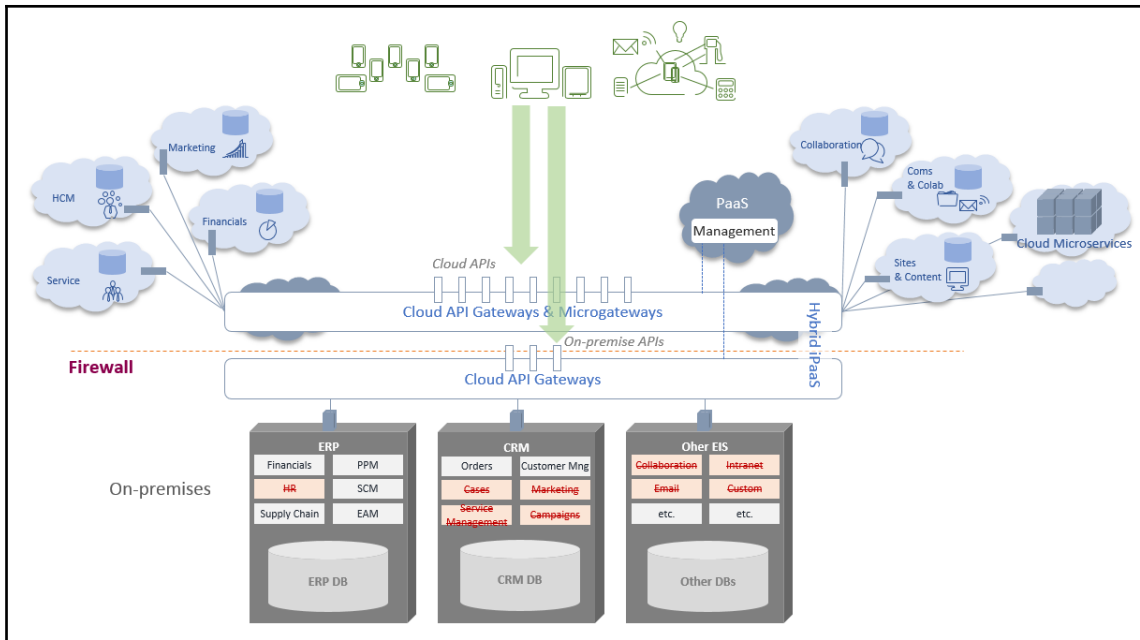 Marketing
Collaboration
HCM
Coms
& Colab
PaaS
Management
Financials
Cloud Microservices
Service
Sites
& Content
Cloud APIs
Cloud API Gateways & Microgateways
Hybrid iPaaS
On-premise APIs
Firewall
Cloud API Gateways
On-premises
ERP
Financials
PPM
HR
SCM
Supply Chain
EAM
ERP DB
CRM
Orders
Customer Mng
Cases
Marketing
Service
Management
Campaigns
CRM DB
Oher EIS
Collaboration
Intranet
Email
Custom
etc.
etc.
Other DBs